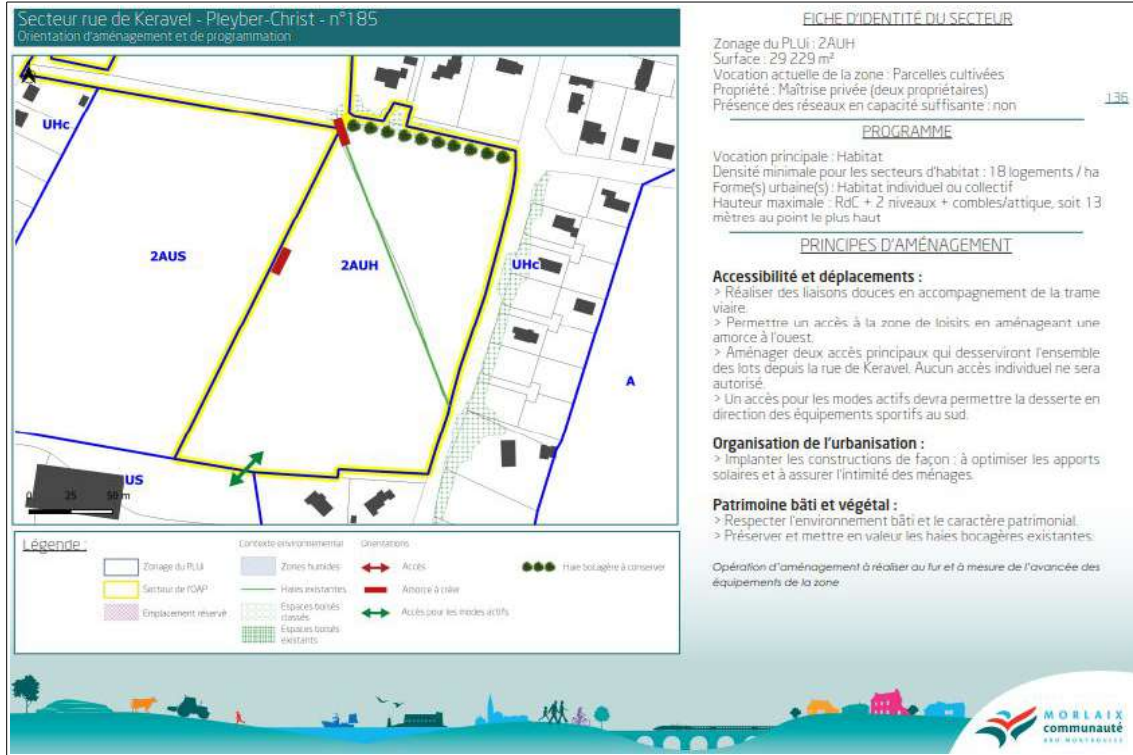 Secteur rue de Keravel - Pleyber-Christ - n°185
Orientation d'aménagement et de programmation
UHc
2AUS
2AUH
UHc
A
US
0 25 50 m
Légende :
Zonage du PLUi
Secteur de l'OAP
Emplacement réservé
Contexte environnemental
Zones humides
Haies existantes
Espaces boisés
classés
Espaces boisés
existants
Orientations
Accès
Amorce à créer
Accès pour les modes actifs
Haie bocagère à conserver
FICHE D'IDENTITÉ DU SECTEUR
Zonage du PLUi : 2AUH
Surface : 29 229 m²
Vocation actuelle de la zone : Parcelles cultivées
Propriété : Maîtrise privée (deux propriétaires)
Présence des réseaux en capacité suffisante : non
136
PROGRAMME
Vocation principale : Habitat
Densité minimale pour les secteurs d'habitat : 18 logements / ha
Forme(s) urbaine(s) : Habitat individuel ou collectif
Hauteur maximale : RdC + 2 niveaux + combles/attique, soit 13
mètres au point le plus haut
PRINCIPES D'AMÉNAGEMENT
Accessibilité et déplacements :
> Réaliser des liaisons douces en accompagnement de la trame
viaire.
> Permettre un accès à la zone de loisirs en aménageant une
amorce à l'ouest.
> Aménager deux accès principaux qui desserviront l'ensemble
des lots depuis la rue de Keravel. Aucun accès individuel ne sera
autorisé.
> Un accès pour les modes actifs devra permettre la desserte en
direction des équipements sportifs au sud.
Organisation de l'urbanisation :
> Implanter les constructions de façon : à optimiser les apports
solaires et à assurer l'intimité des ménages.
Patrimoine bâti et végétal :
> Respecter l'environnement bâti et le caractère patrimonial.
> Préserver et mettre en valeur les haies bocagères existantes.
Opération d'aménagement à réaliser au fur et à mesure de l'avancée des
équipements de la zone
MORLAIX
communauté
BRO MONTROULEZ